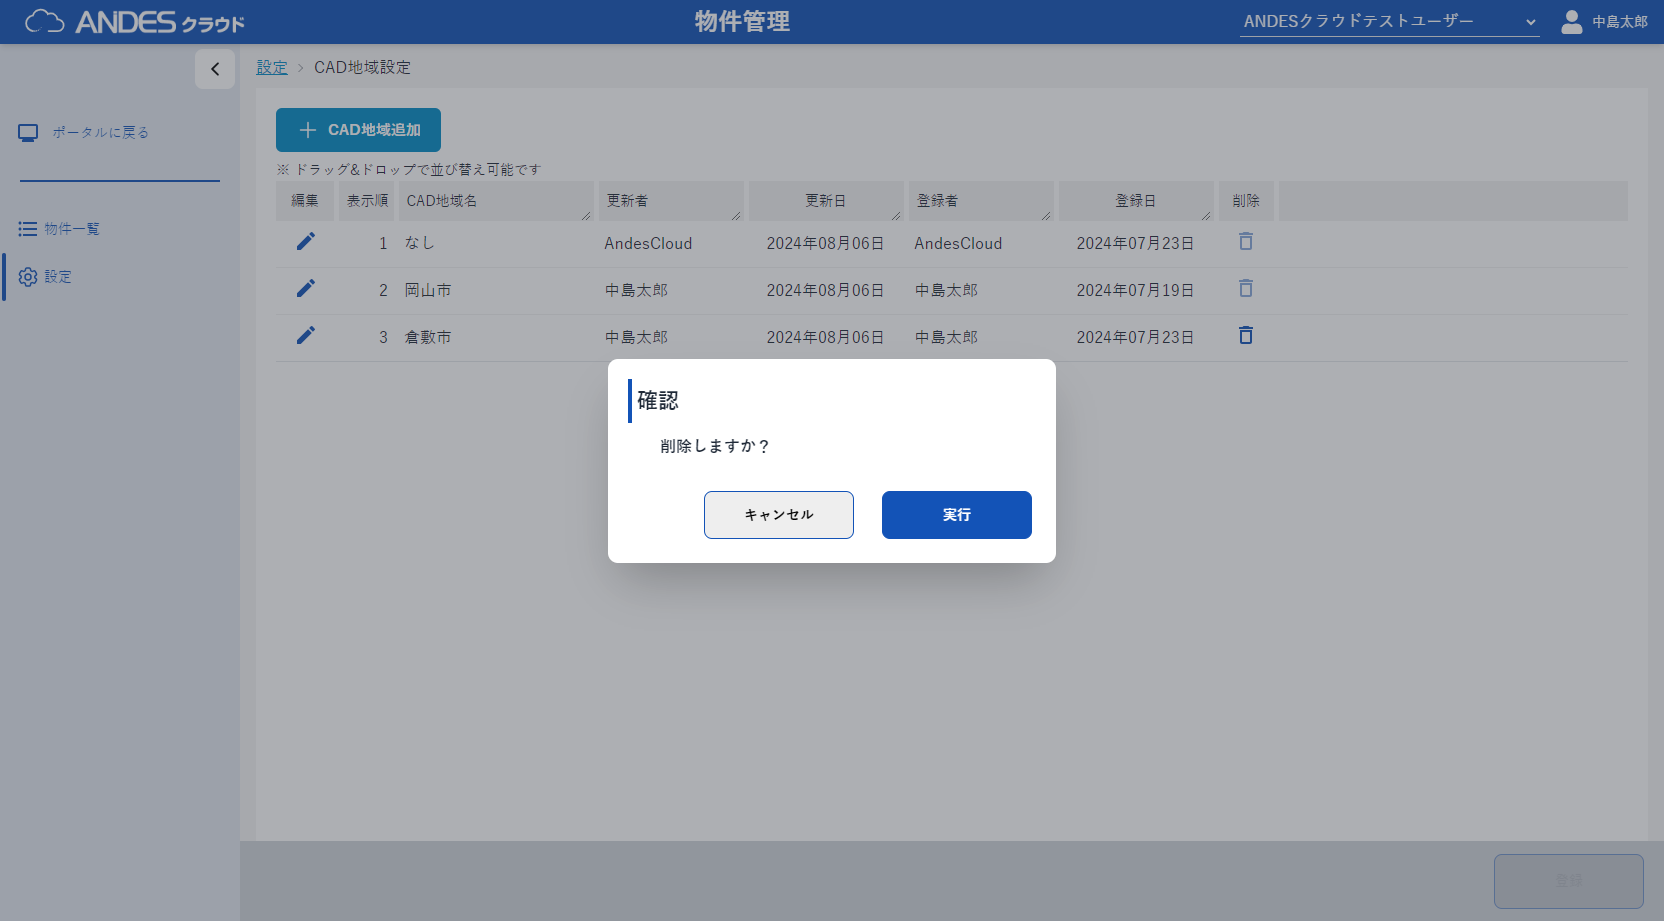 ANDES クラウド
物件管理
ANDESクラウドテストユーザー
中島太郎
設定 > CAD地域設定
ポータルに戻る
物件一覧
設定
＋ CAD地域追加
※ ドラッグ&ドロップで並び替え可能です
編集 表示順 CAD地域名 更新者 更新日 登録者 登録日 削除
1 なし AndesCloud 2024年08月06日 AndesCloud 2024年07月23日
2 岡山市 中島太郎 2024年08月06日 中島太郎 2024年07月19日
3 倉敷市 中島太郎 2024年08月06日 中島太郎 2024年07月23日
確認
削除しますか？
キャンセル 実行
登録